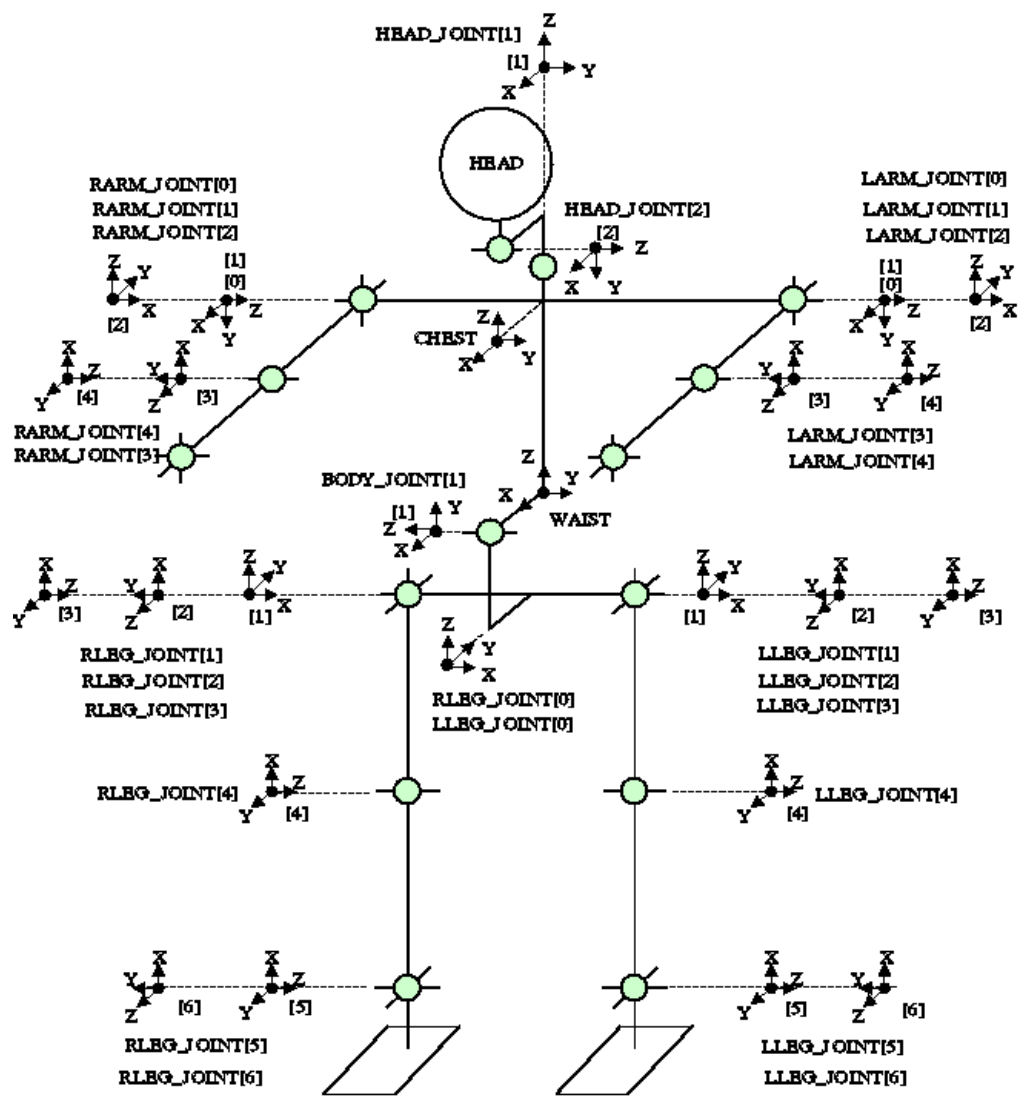 Z
HEAD_JOINT[1]
[1]
Y
X
HEAD
RARM_JOINT[0]
RARM_JOINT[1]
RARM_JOINT[2]
LARM_JOINT[0]
LARM_JOINT[1]
LARM_JOINT[2]
HEAD_JOINT[2]
[2]
Z
X Y
Z Y
X
[2]
[1]
[0]
Z
X
Y
[1]
[0]
Z
X
Y
Z Y
X
[2]
Z
CHEST
Y
X
X
Z
Y
[4]
X
Y
Z
[3]
RARM_JOINT[4]
RARM_JOINT[3]
X
Y
Z
[3]
X
Z
Y
[4]
LARM_JOINT[3]
LARM_JOINT[4]
BODY_JOINT[1]
[1]
Y
Z
X
Z
X
Y
WAIST
X
Z
Y
[3]
X
Y
Z
[2]
Z
Y
X
[1]
Z
Y
X
[1]
X
Y
Z
[2]
X
Z
Y
[3]
RLEG_JOINT[1]
RLEG_JOINT[2]
RLEG_JOINT[3]
Z
Y
X
RLEG_JOINT[0]
LLEG_JOINT[0]
LLEG_JOINT[1]
LLEG_JOINT[2]
LLEG_JOINT[3]
RLEG_JOINT[4]
X
Z
Y
[4]
X
Z
Y
[4]
LLEG_JOINT[4]
X
Y
Z
[6]
X
Z
Y
[5]
X
Z
Y
[5]
X
Y
Z
[6]
RLEG_JOINT[5]
RLEG_JOINT[6]
LLEG_JOINT[5]
LLEG_JOINT[6]